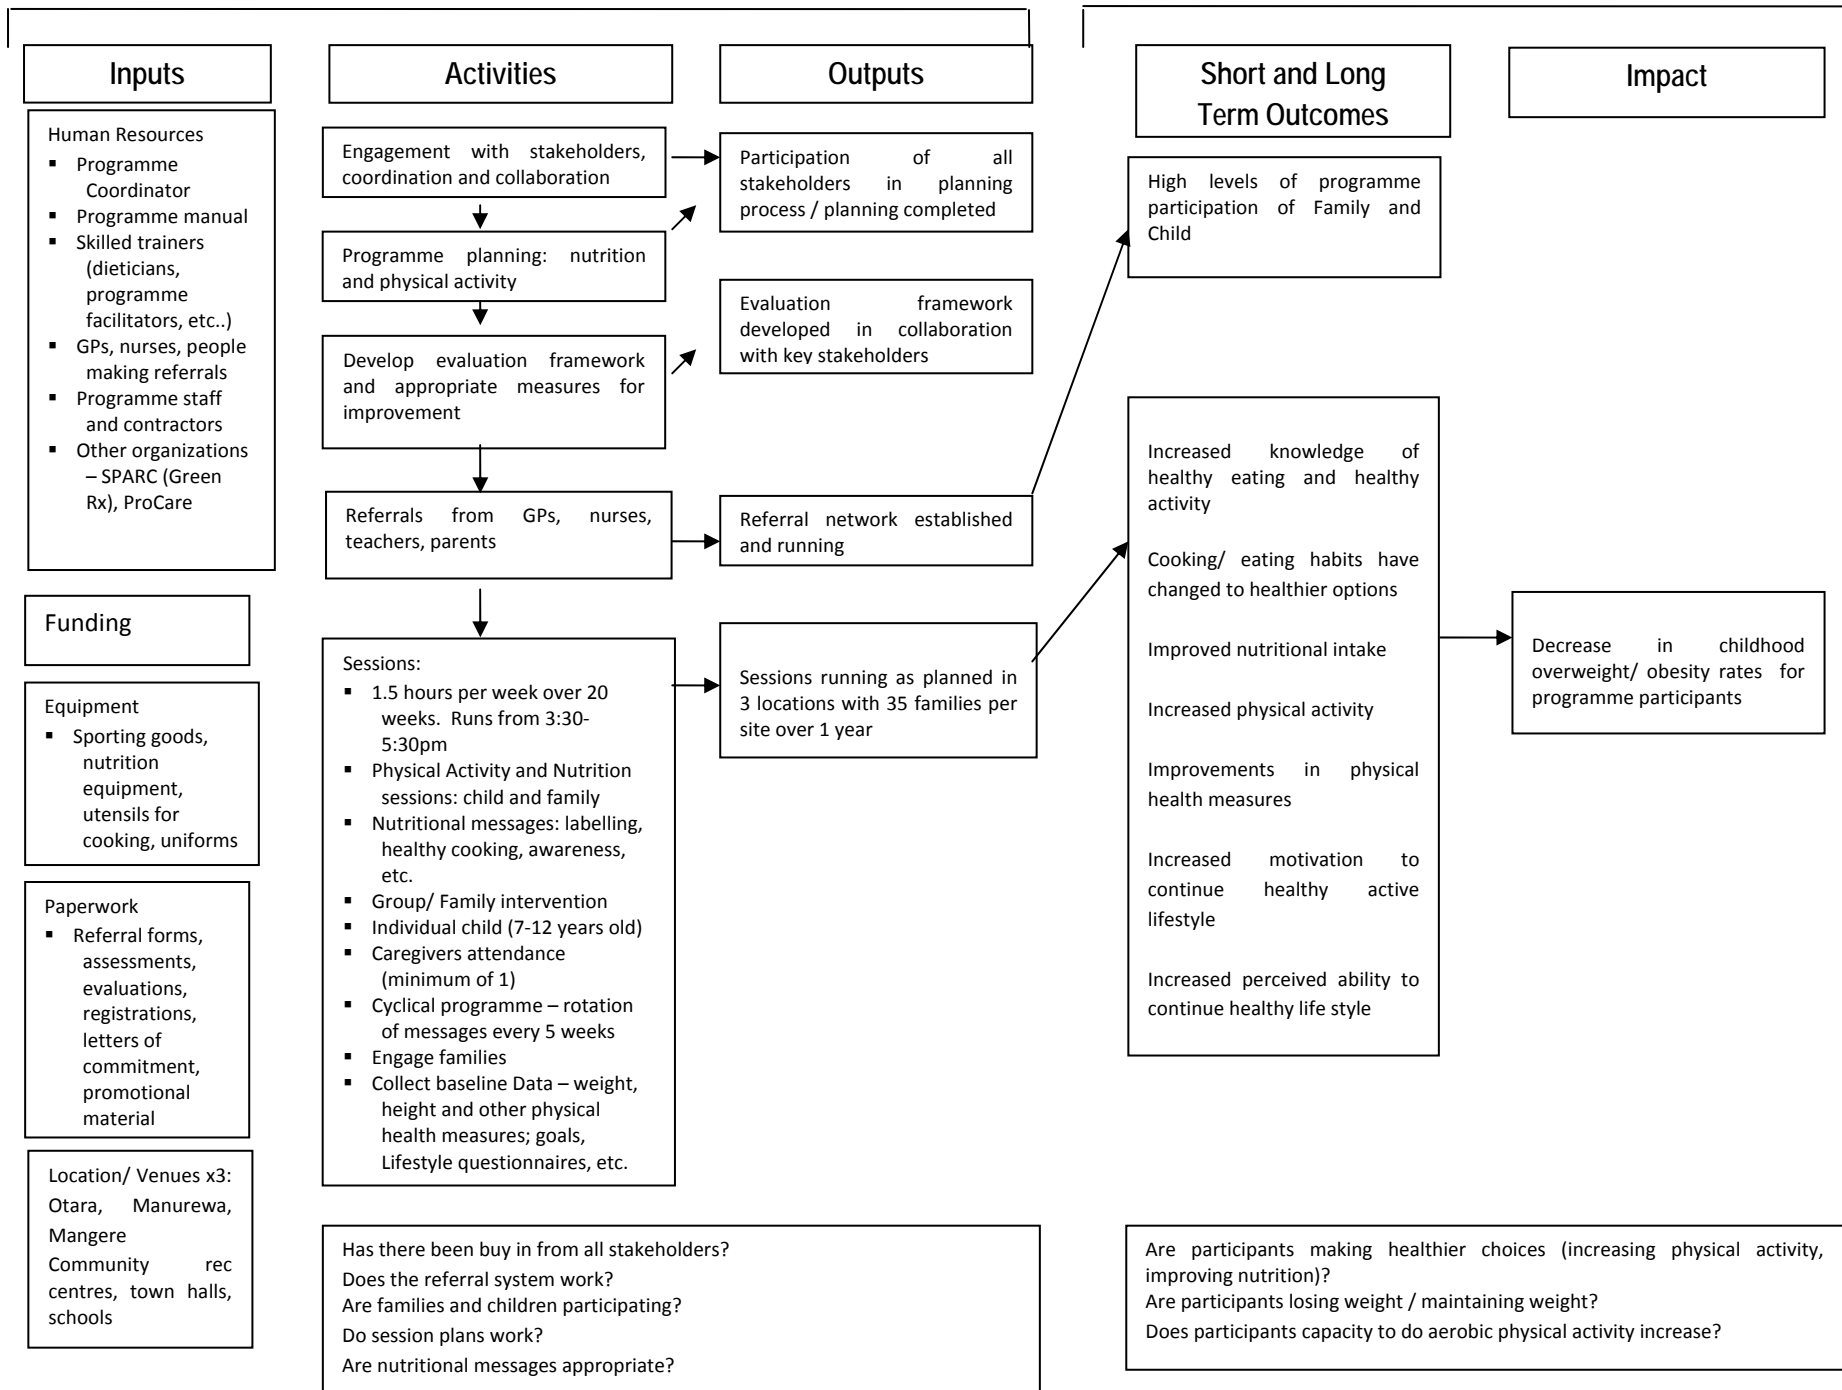 Inputs
Human Resources
▪ Programme
Coordinator
▪ Programme manual
▪ Skilled trainers
(dieticians,
programme
facilitators, etc..)
▪ GPs, nurses, people
making referrals
▪ Programme staff
and contractors
▪ Other organizations
– SPARC (Green
Rx), ProCare
Funding
Equipment
▪ Sporting goods,
nutrition
equipment,
utensils for
cooking, uniforms
Paperwork
▪ Referral forms,
assessments,
evaluations,
registrations,
letters of
commitment,
promotional
material
Location/ Venues x3:
Otara, Manurewa,
Mangere
Community rec
centres, town halls,
schools
Activities
Engagement with stakeholders,
coordination and collaboration
Programme planning: nutrition
and physical activity
Develop evaluation framework
and appropriate measures for
improvement
Referrals from GPs, nurses,
teachers, parents
Sessions:
▪ 1.5 hours per week over 20
weeks. Runs from 3:30-
5:30pm
▪ Physical Activity and Nutrition
sessions: child and family
▪ Nutritional messages: labelling,
healthy cooking, awareness,
etc.
▪ Group/ Family intervention
▪ Individual child (7-12 years old)
▪ Caregivers attendance
(minimum of 1)
▪ Cyclical programme – rotation
of messages every 5 weeks
▪ Engage families
▪ Collect baseline Data – weight,
height and other physical
health measures; goals,
Lifestyle questionnaires, etc.
Outputs
Participation of all
stakeholders in planning
process / planning completed
Evaluation framework
developed in collaboration
with key stakeholders
Referral network established
and running
Sessions running as planned in
3 locations with 35 families per
site over 1 year
Has there been buy in from all stakeholders?
Does the referral system work?
Are families and children participating?
Do session plans work?
Are nutritional messages appropriate?
Short and Long
Term Outcomes
High levels of programme
participation of Family and
Child
Increased knowledge of
healthy eating and healthy
activity
Cooking/ eating habits have
changed to healthier options
Improved nutritional intake
Increased physical activity
Improvements in physical
health measures
Increased motivation to
continue healthy active
lifestyle
Increased perceived ability to
continue healthy life style
Impact
Decrease in childhood
overweight/ obesity rates for
programme participants
Are participants making healthier choices (increasing physical activity,
improving nutrition)?
Are participants losing weight / maintaining weight?
Does participants capacity to do aerobic physical activity increase?